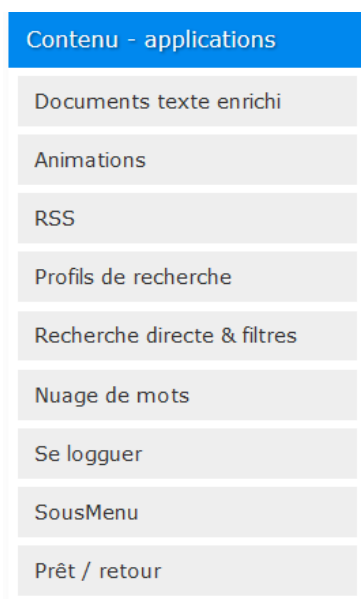 Contenu - applications
Documents texte enrichi
Animations
RSS
Profils de recherche
Recherche directe & filtres
Nuage de mots
Se logguer
SousMenu
Prêt / retour